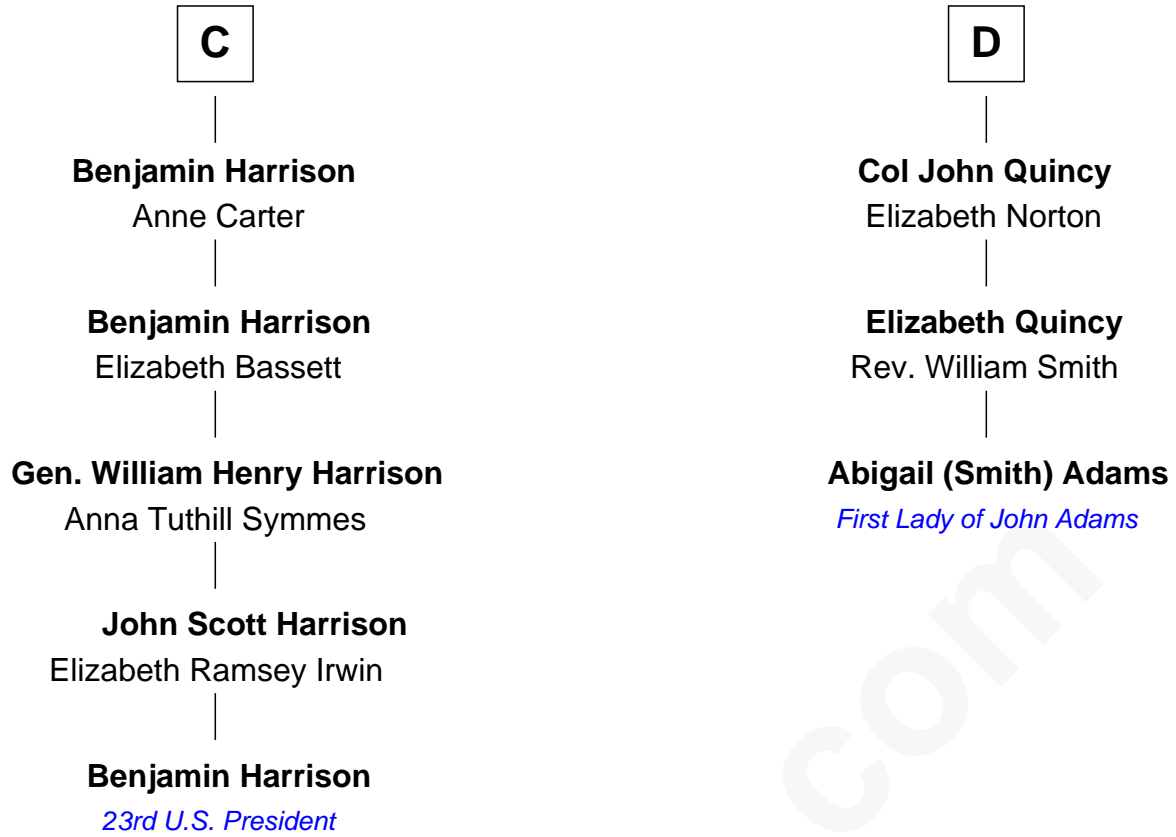 C
Benjamin Harrison
Anne Carter
Benjamin Harrison
Elizabeth Bassett
Gen. William Henry Harrison
Anna Tuthill Symmes
John Scott Harrison
Elizabeth Ramsey Irwin
Benjamin Harrison
23rd U.S. President
D
Col John Quincy
Elizabeth Norton
Elizabeth Quincy
Rev. William Smith
Abigail (Smith) Adams
First Lady of John Adams
com